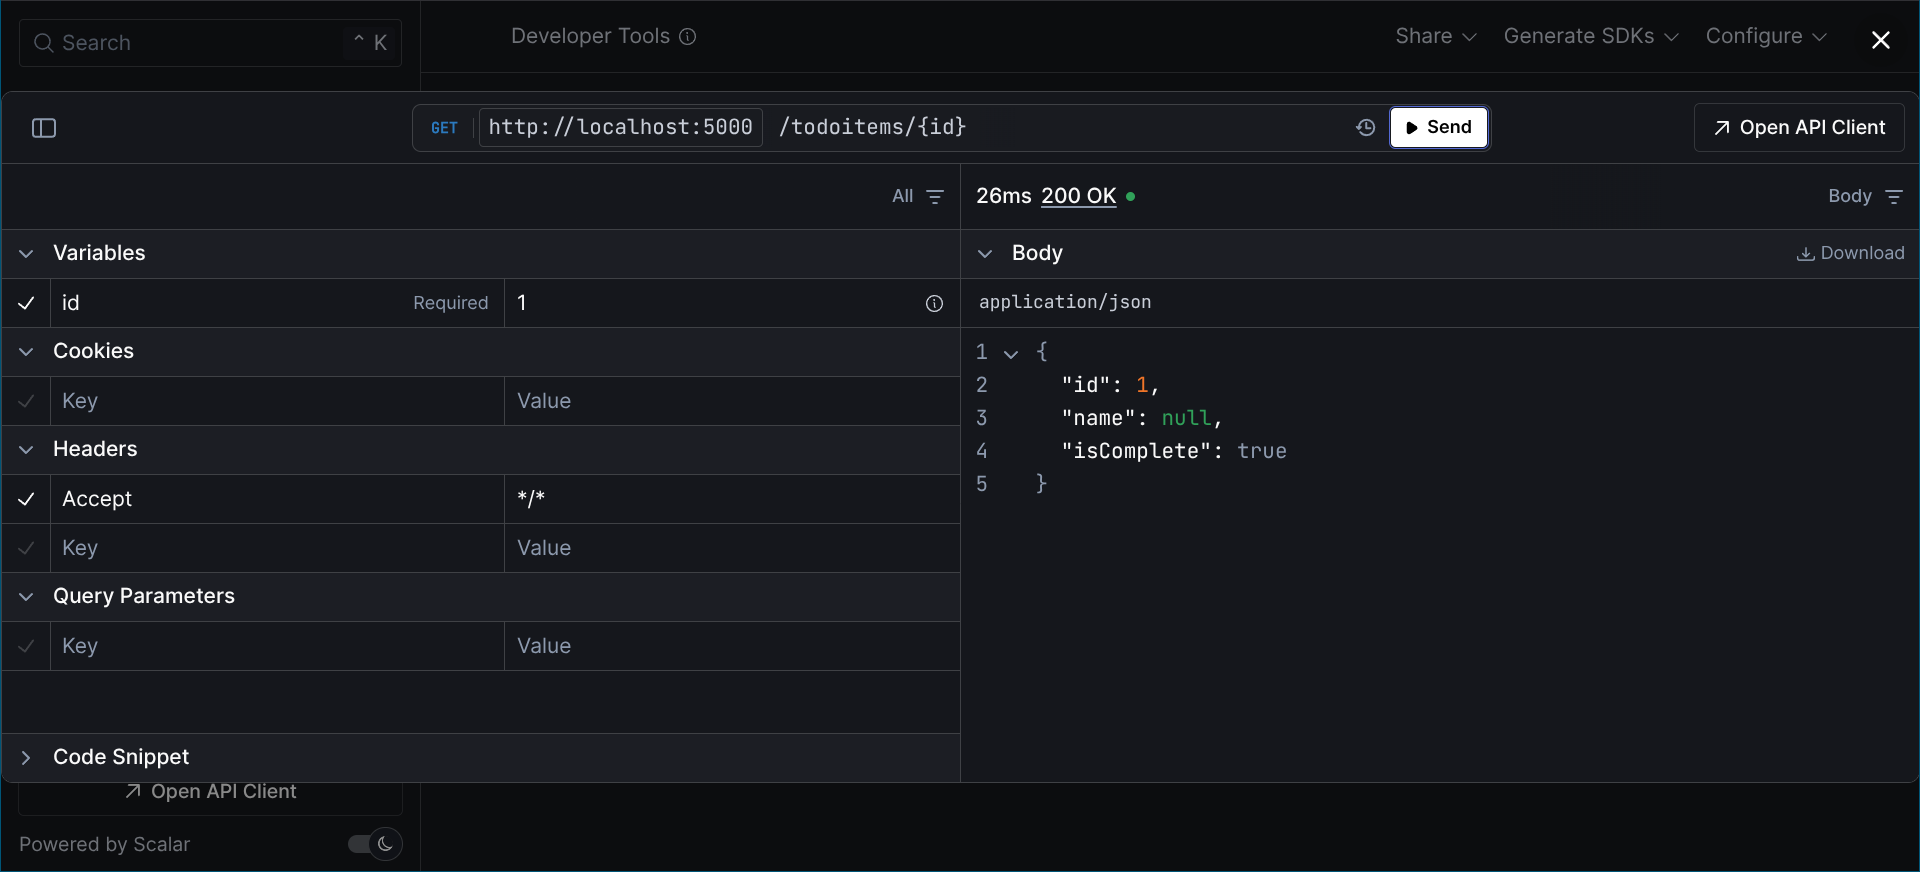 Search ⌃ K
Developer Tools
Share
Generate SDKs
Configure
GET http://localhost:5000 /todoitems/{id}
Send
Open API Client
All
26ms 200 OK
Body
Variables
id Required 1
Cookies
Key Value
Headers
Accept */*
Key Value
Query Parameters
Key Value
Code Snippet
Body
Download
application/json
1 {
2 "id": 1,
3 "name": null,
4 "isComplete": true
5 }
Open API Client
Powered by Scalar